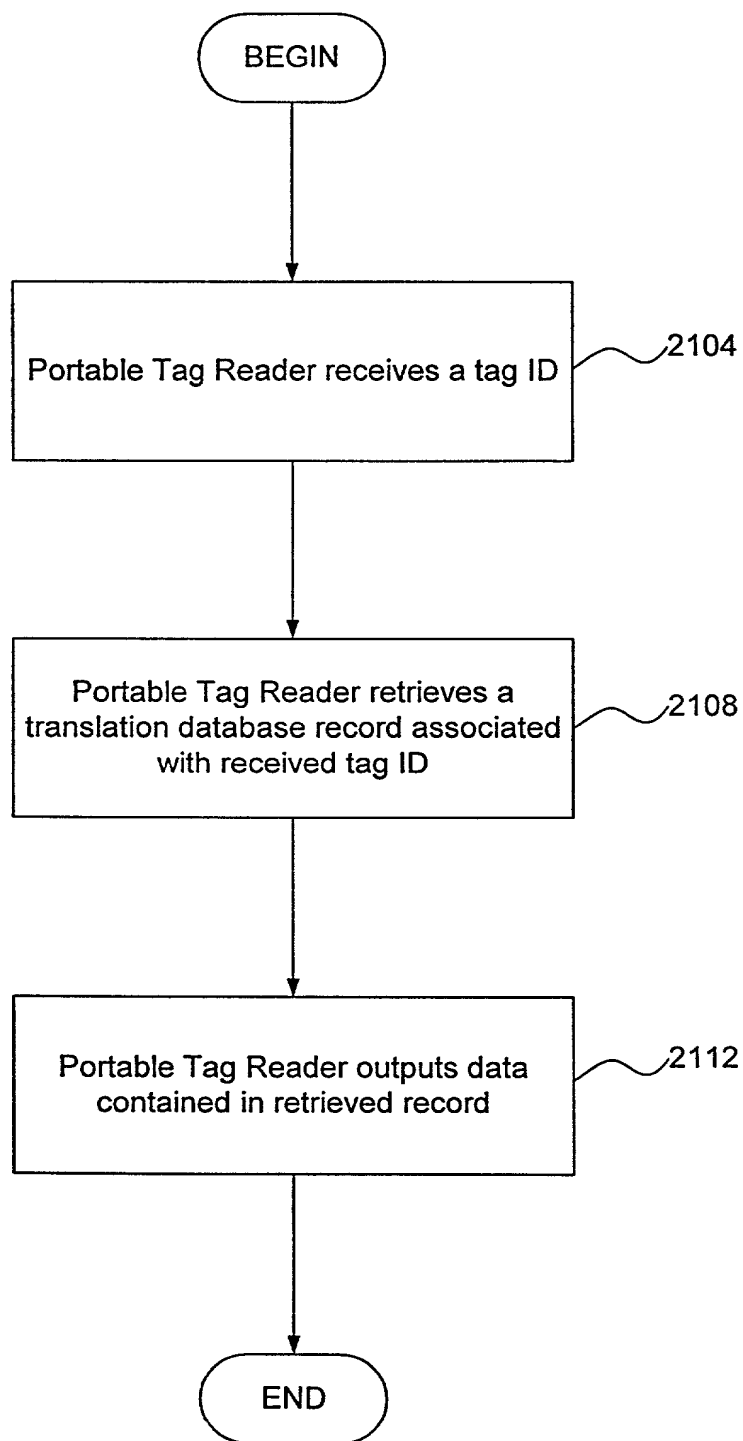 BEGIN
Portable Tag Reader receives a tag ID
2104
Portable Tag Reader retrieves a
translation database record associated
with received tag ID
2108
Portable Tag Reader outputs data
contained in retrieved record
2112
END